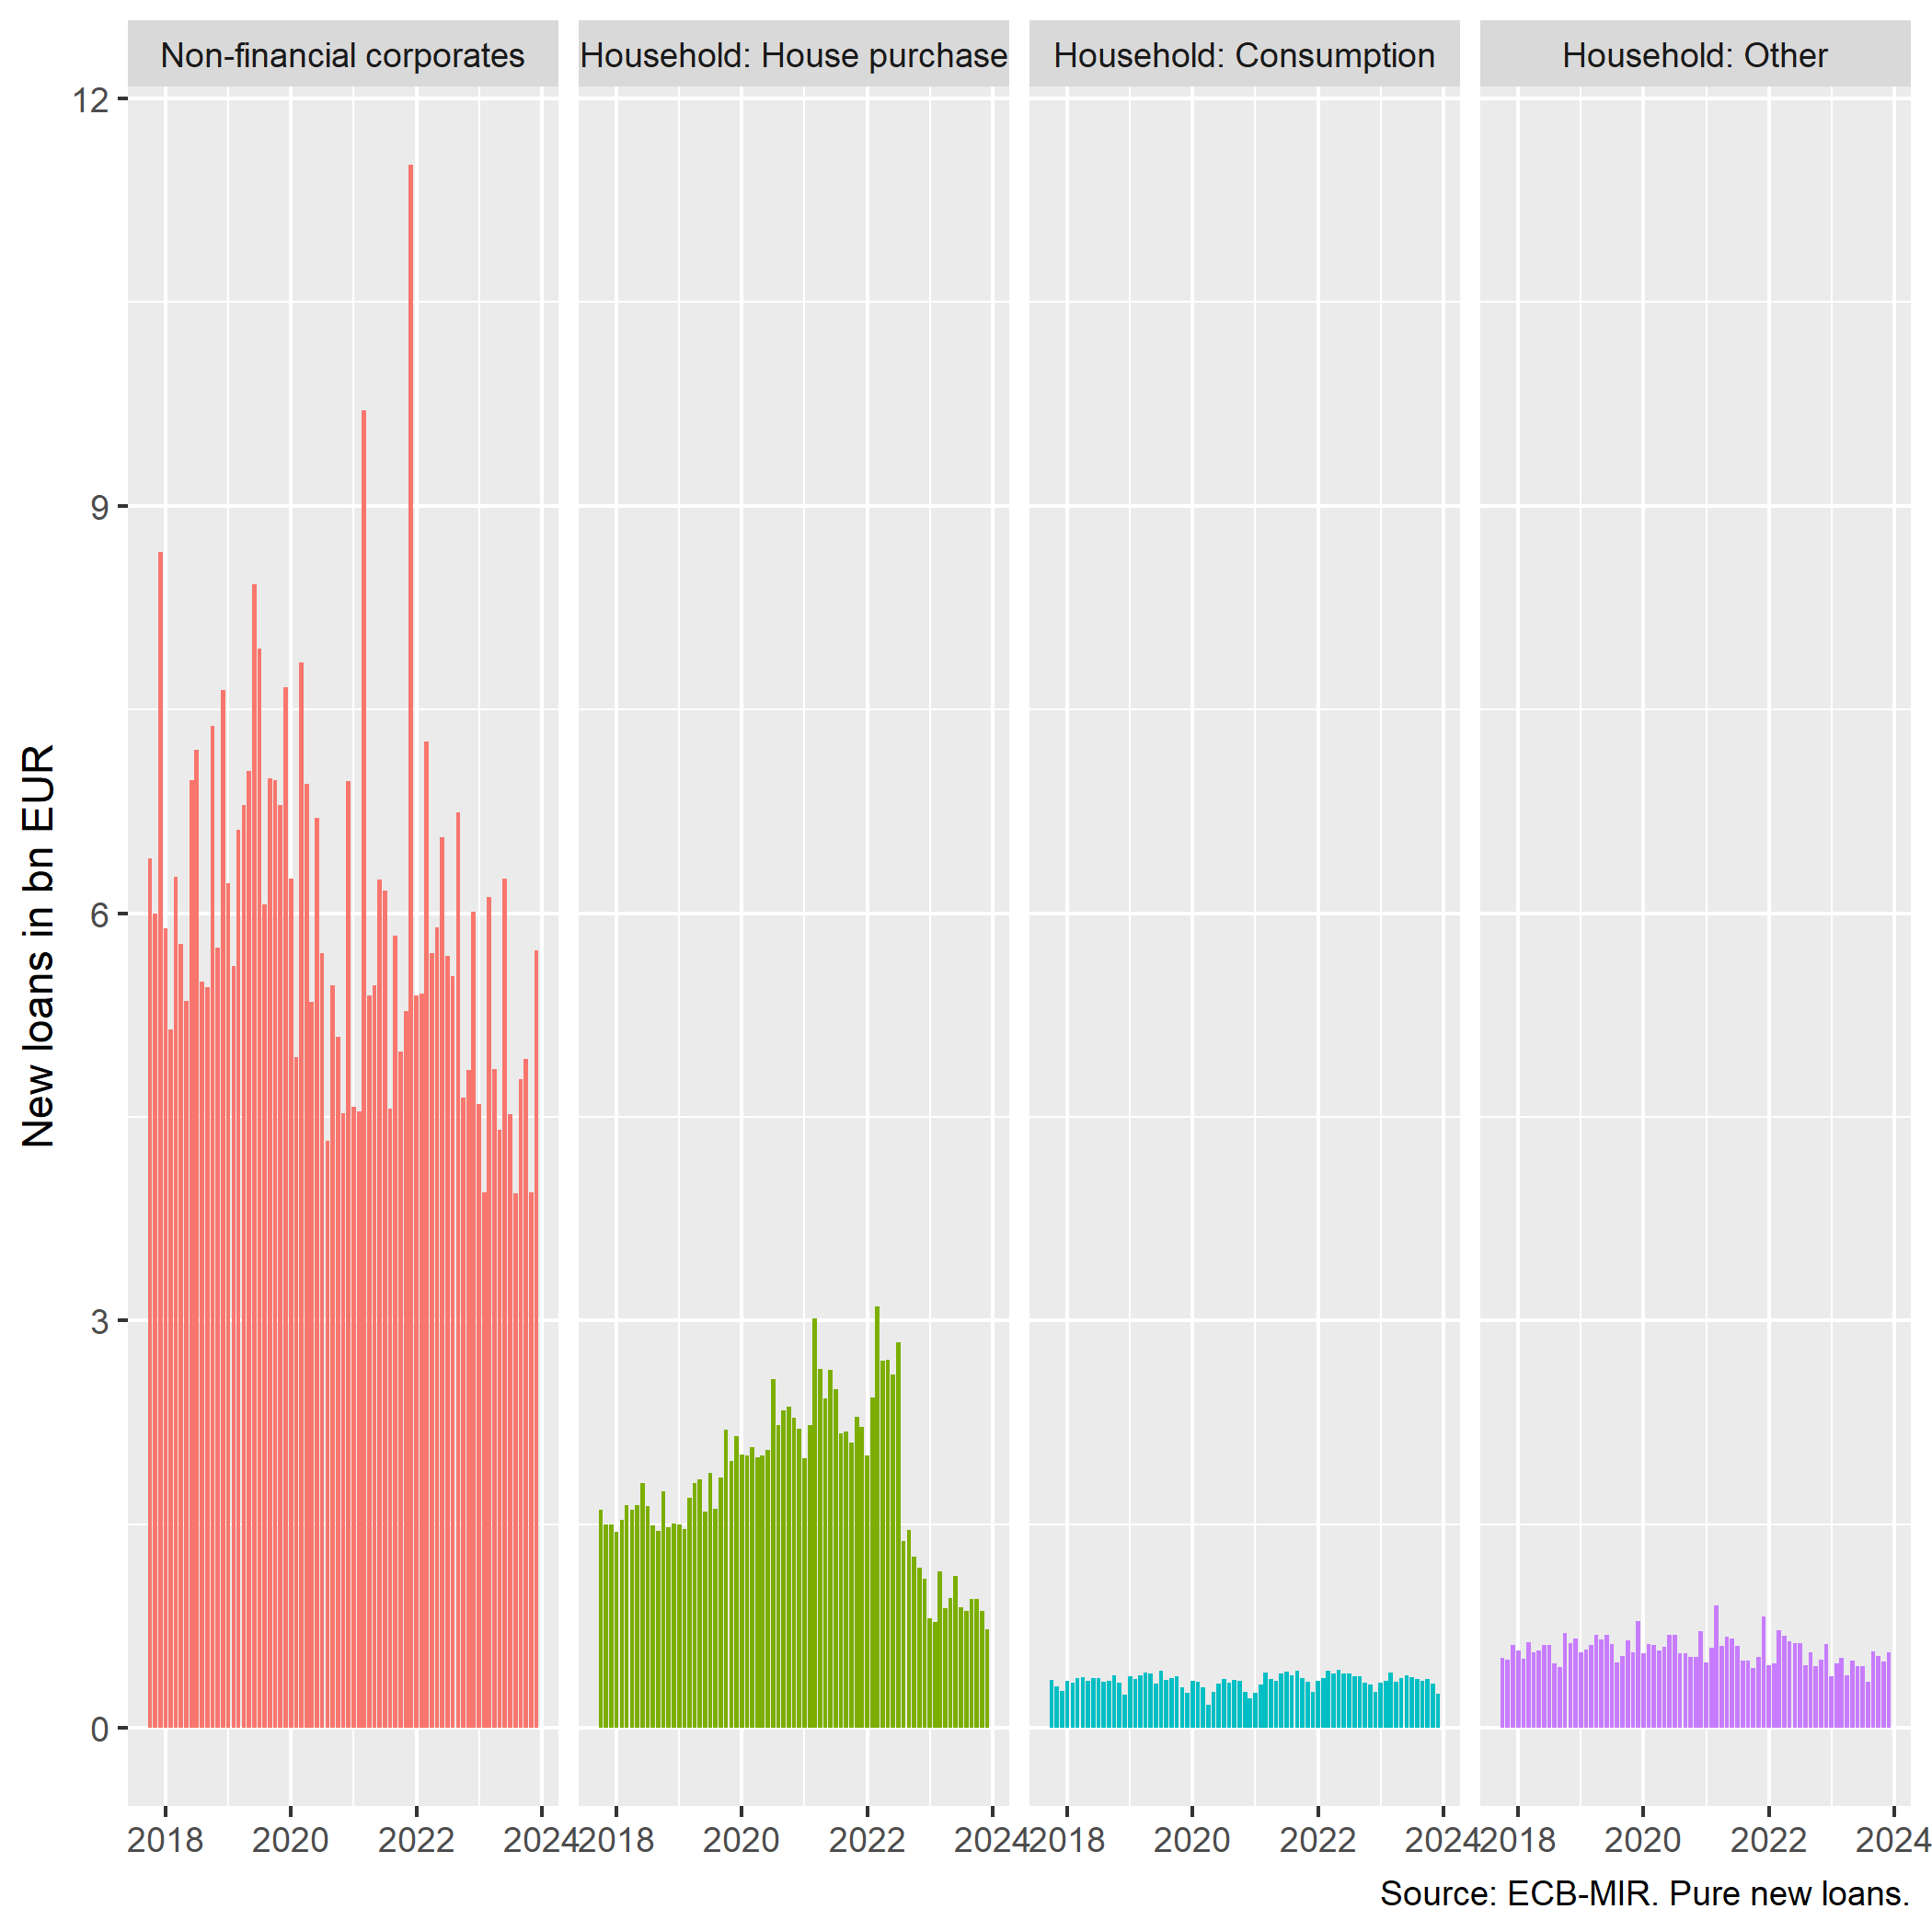 Non-financial corporates
Household: House purchase
Household: Consumption
Household: Other
New loans in bn EUR
12
9
6
3
0
2018 2020 2022 2024
2018 2020 2022 2024
2018 2020 2022 2024
2018 2020 2022 2024
Source: ECB-MIR. Pure new loans.